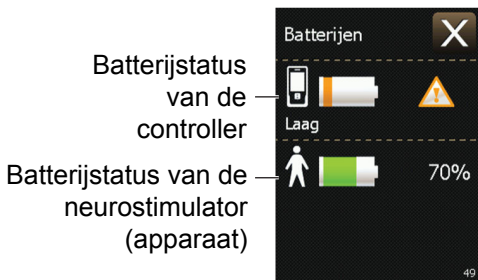 Batterijen
Batterijstatus
van de
controller
Laag
Batterijstatus van de
neurostimulator
(apparaat)
70%
49